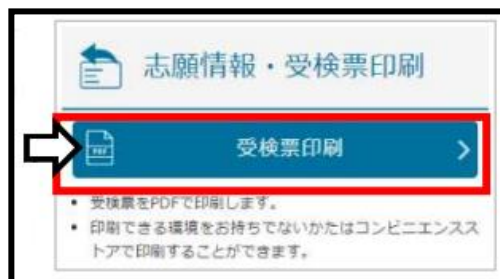 志願情報・受検票印刷
PDF
受検票印刷
• 受検票をPDFで印刷します。
• 印刷できる環境をお持ちでないかたはコンビニエンスス
トアで印刷することができます。